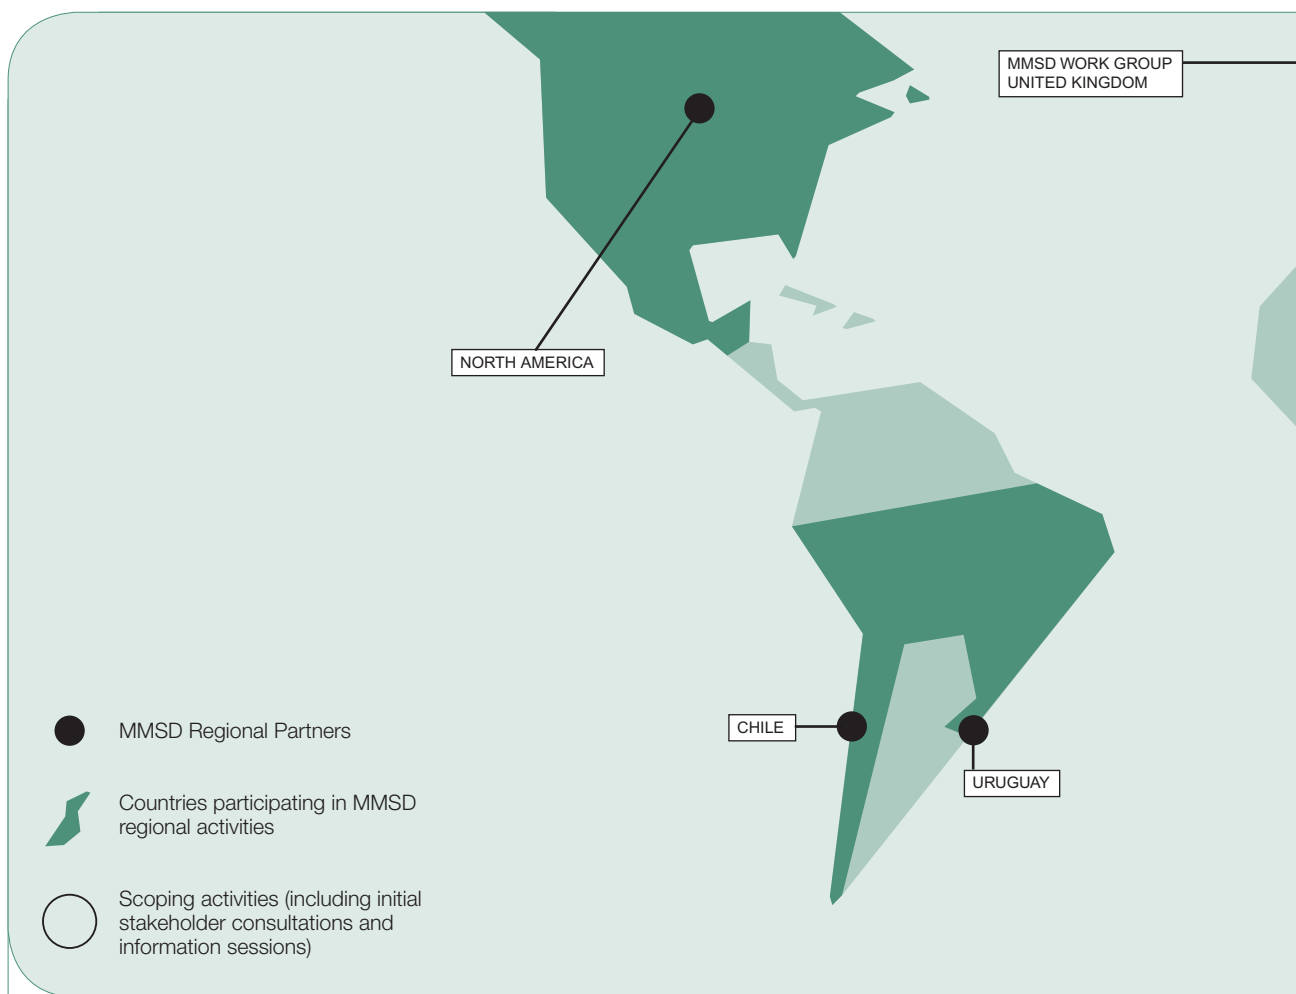 MMSD WORK GROUP
UNITED KINGDOM
NORTH AMERICA
CHILE
URUGUAY
MMSD Regional Partners
Countries participating in MMSD
regional activities
Scoping activities (including initial
stakeholder consultations and
information sessions)